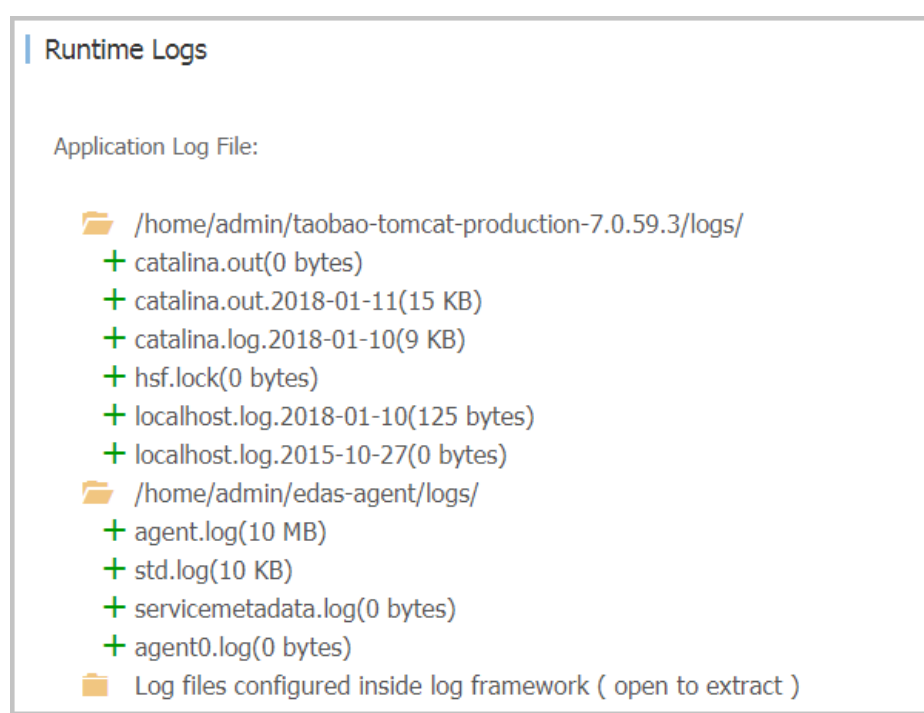 Runtime Logs
Application Log File:
/home/admin/taobao-tomcat-production-7.0.59.3/logs/
catalina.out(0 bytes)
catalina.out.2018-01-11(15 KB)
catalina.log.2018-01-10(9 KB)
hsf.lock(0 bytes)
localhost.log.2018-01-10(125 bytes)
localhost.log.2015-10-27(0 bytes)
/home/admin/edas-agent/logs/
agent.log(10 MB)
std.log(10 KB)
servicemetadata.log(0 bytes)
agent0.log(0 bytes)
Log files configured inside log framework ( open to extract )